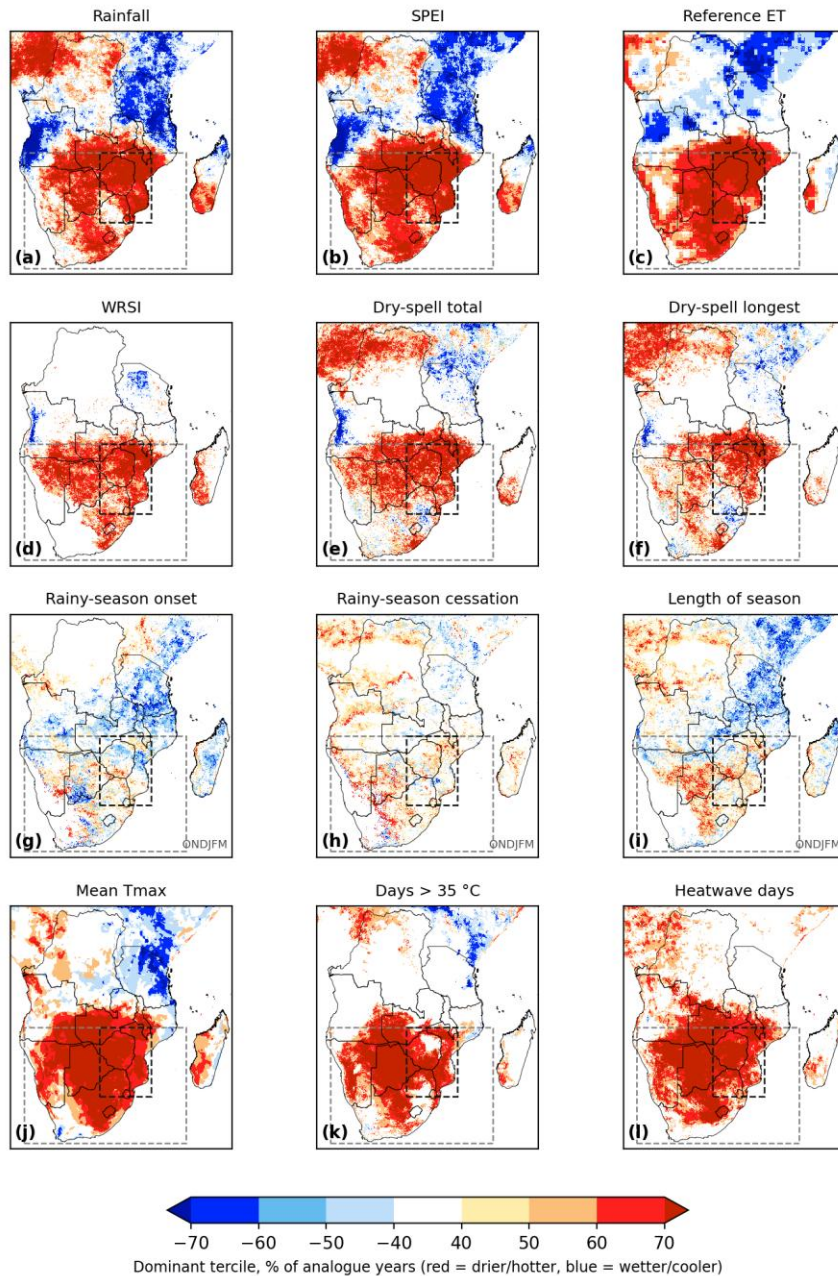 Rainfall
SPEI
Reference ET
(a)
(b)
(c)
WRSI
Dry-spell total
Dry-spell longest
(d)
(e)
(f)
Rainy-season onset
Rainy-season cessation
Length of season
(g)
ONDJFM
(h)
ONDJFM
(i)
ONDJFM
Mean Tmax
Days > 35 °C
Heatwave days
(j)
(k)
(l)
−70 −60 −50 −40 40 50 60 70
Dominant tercile, % of analogue years (red = drier/hotter, blue = wetter/cooler)